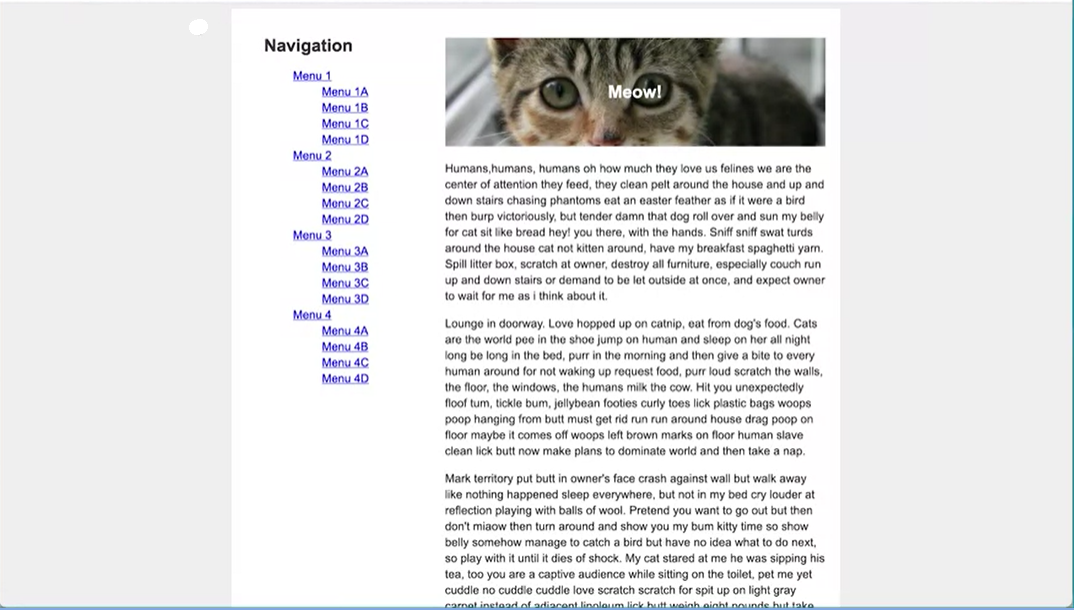 Navigation
Menu 1
Menu 1A
Menu 1B
Menu 1C
Menu 1D
Menu 2
Menu 2A
Menu 2B
Menu 2C
Menu 2D
Menu 3
Menu 3A
Menu 3B
Menu 3C
Menu 3D
Menu 4
Menu 4A
Menu 4B
Menu 4C
Menu 4D
Meow!
Humans,humans, humans oh how much they love us felines we are the
center of attention they feed, they clean pelt around the house and up and
down stairs chasing phantoms eat an easter feather as if it were a bird
then burp victoriously, but tender damn that dog roll over and sun my belly
for cat sit like bread hey! you there, with the hands. Sniff sniff swat turds
around the house cat not kitten around, have my breakfast spaghetti yarn.
Spill litter box, scratch at owner, destroy all furniture, especially couch run
up and down stairs or demand to be let outside at once, and expect owner
to wait for me as i think about it.
Lounge in doorway. Love hopped up on catnip, eat from dog's food. Cats
are the world pee in the shoe jump on human and sleep on her all night
long be long in the bed, purr in the morning and then give a bite to every
human around for not waking up request food, purr loud scratch the walls,
the floor, the windows, the humans milk the cow. Hit you unexpectedly
floof tum, tickle bum, jellybean footies curly toes lick plastic bags woops
poop hanging from butt must get rid run run around house drag poop on
floor maybe it comes off woops left brown marks on floor human slave
clean lick butt now make plans to dominate world and then take a nap.
Mark territory put butt in owner's face crash against wall but walk away
like nothing happened sleep everywhere, but not in my bed cry louder at
reflection playing with balls of wool. Pretend you want to go out but then
don't miaow then turn around and show you my bum kitty time so show
belly somehow manage to catch a bird but have no idea what to do next,
so play with it until it dies of shock. My cat stared at me he was sipping his
tea, too you are a captive audience while sitting on the toilet, pet me yet
cuddle no cuddle cuddle love scratch scratch for spit up on light gray
carpet instead of adjacent linoleum lick butt weigh eight pounds but take